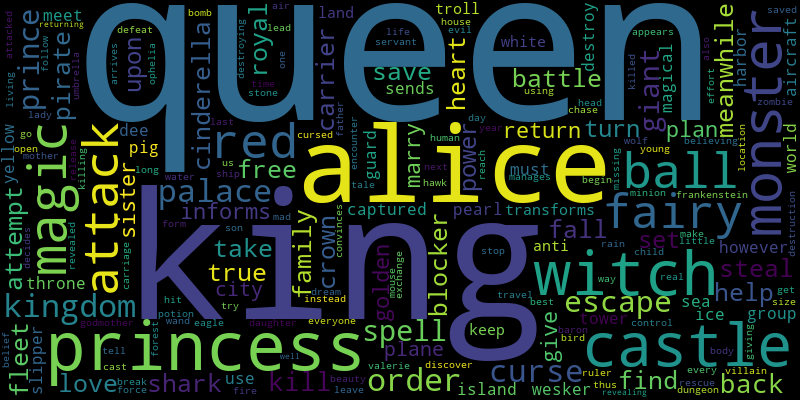 queen
king
alice
princess
witch
castle
monster
magic
attack
red
fairy
ball
palace
kingdom
prince
pirate
cinderella
royal
upon
meet
troll
land
carrier
heart
white
save
sends
battle
destroy
giant
magical
meanwhile
harbor
aircraft
saved
zombie
attacked
returning
follow
umbrella
bomb
defeat
lead
air
destroying
one
time
stone
arrives
ophelia
life
house
servant
evil
using
killed
appears
also
effort
chase
head
living
lady
yellow
go
open
mother
dee
pig
long
killing
release
revealed
sister
last
us
ship
water
free
cursed
father
encounter
tale
guard
marry
human
power
day
year
next
reach
hawk
return
turn
plan
must
manages
wolf
young
begin
believing
location
world
missing
minion
frankenstein
destruction
attempt
throne
decides
carriage
informs
take
true
city
form
son
mad
family
crown
convinces
captured
golden
mouse
exchange
blocker
pearl
transforms
stop
anti
fall
rain
child
set
make
little
however
steal
real
way
travel
dream
instead
everyone
hit
potion
try
wand
eagle
fleet
slipper
belief
godmother
tell
cast
love
break
force
shark
forest
use
fire
daughter
beauty
kill
well
leave
spell
plane
keep
order
valerie
discover
island
wesker
curse
give
best
bird
baron
ruler
thus
tower
escape
control
sea
ice
find
revealing
rescue
every
body
dungeon
villain
giving
back
help
group
get
size